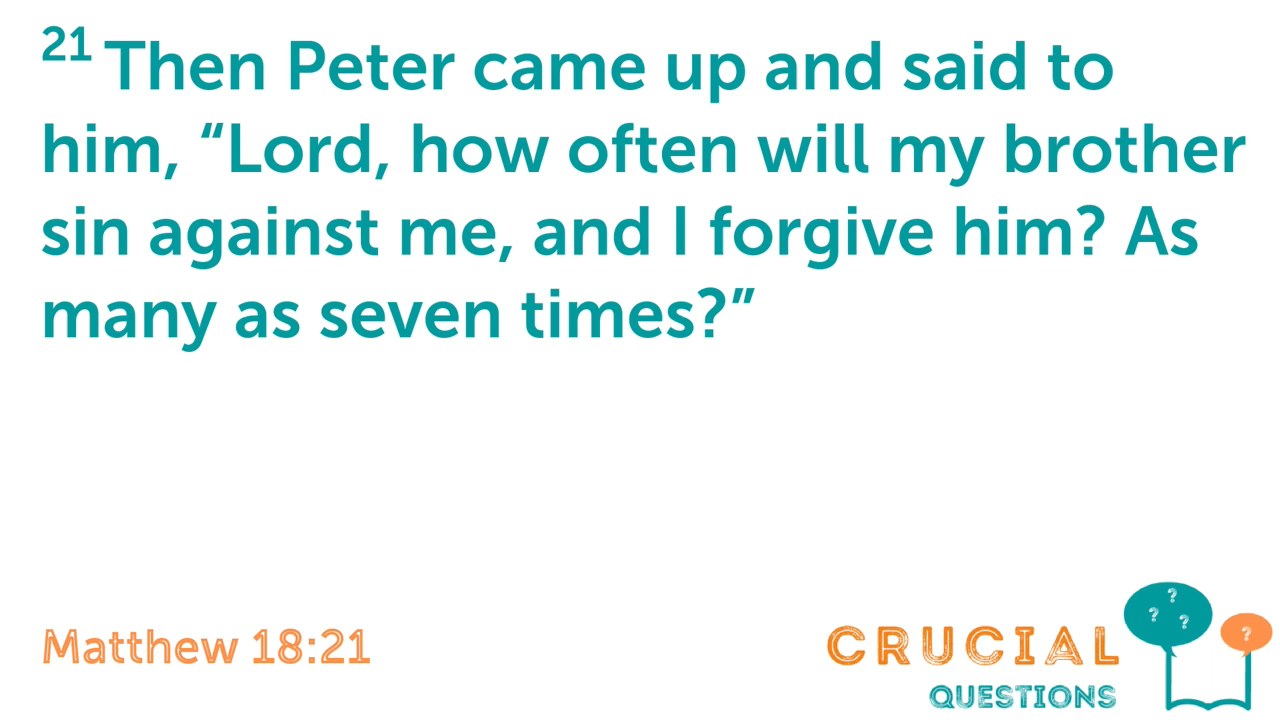 21 Then Peter came up and said to
him, “Lord, how often will my brother
sin against me, and I forgive him? As
many as seven times?”
Matthew 18:21
CRUCIAL
QUESTIONS
? ? ? ?